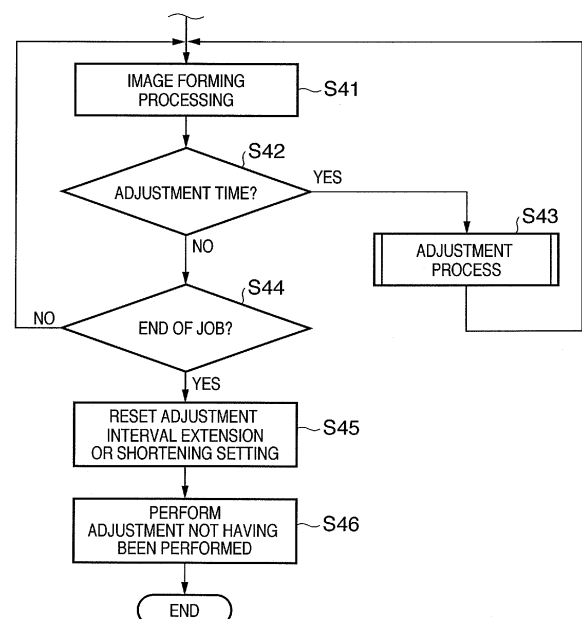 IMAGE FORMING
PROCESSING
S41
S42
ADJUSTMENT TIME?
YES
S43
ADJUSTMENT
PROCESS
NO
S44
NO
END OF JOB?
YES
RESET ADJUSTMENT
INTERVAL EXTENSION
OR SHORTENING SETTING
S45
PERFORM
ADJUSTMENT NOT HAVING
BEEN PERFORMED
S46
END